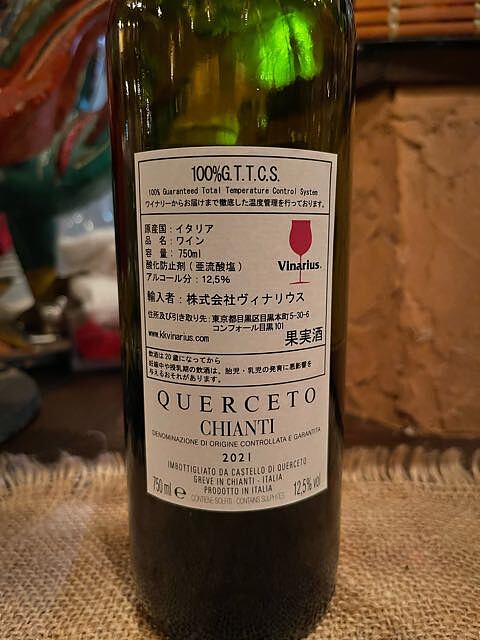 100%G.T.T.C.S.
100% Guaranteed Total Temperature Control System
ワイナリーからお届けまで徹底した温度管理を行っております。
原産国：イタリア
品　名：ワイン
容　量：750ml
酸化防止剤（亜流酸塩）
アルコール分：12,5%
Vinarius.
輸入者：株式会社ヴィナリウス
住所及び引き取り先：東京都目黒区目黒本町5-30-6
コンフォール目黒101
www.kkvinarius.com
果実酒
飲酒は20歳になってから
妊娠中や授乳期の飲酒は、胎児・乳児の発育に悪影響を
与えるおそれがあります。
QUERCETO
CHIANTI
DENOMINAZIONE DI ORIGINE CONTROLLATA E GARANTITA
2021
IMBOTTIGLIATO DA CASTELLO DI QUERCETO
GREVE IN CHIANTI - ITALIA
750 ml e PRODOTTO IN ITALIA 12,5% vol
CONTIENE SOLFITI - CONTAINS SULPHITES